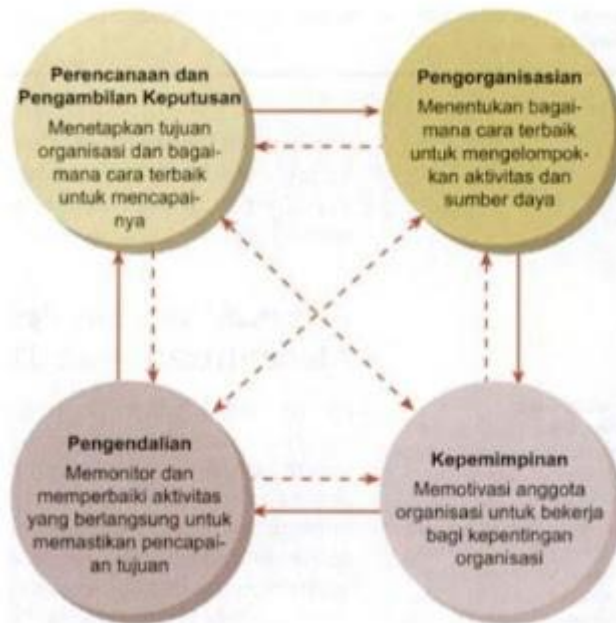 Perencanaan dan
Pengambilan Keputusan
Menetapkan tujuan
organisasi dan bagai-
mana cara terbaik
untuk mencapai-
nya
Pengorganisasian
Menentukan bagai-
mana cara terbaik
untuk mengelompok-
kan aktivitas dan
sumber daya
Pengendalian
Memonitor dan
memperbaiki aktivitas
yang berlangsung untuk
memastikan pencapai-
an tujuan
Kepemimpinan
Memotivasi anggota
organisasi untuk bekerja
bagi kepentingan
organisasi